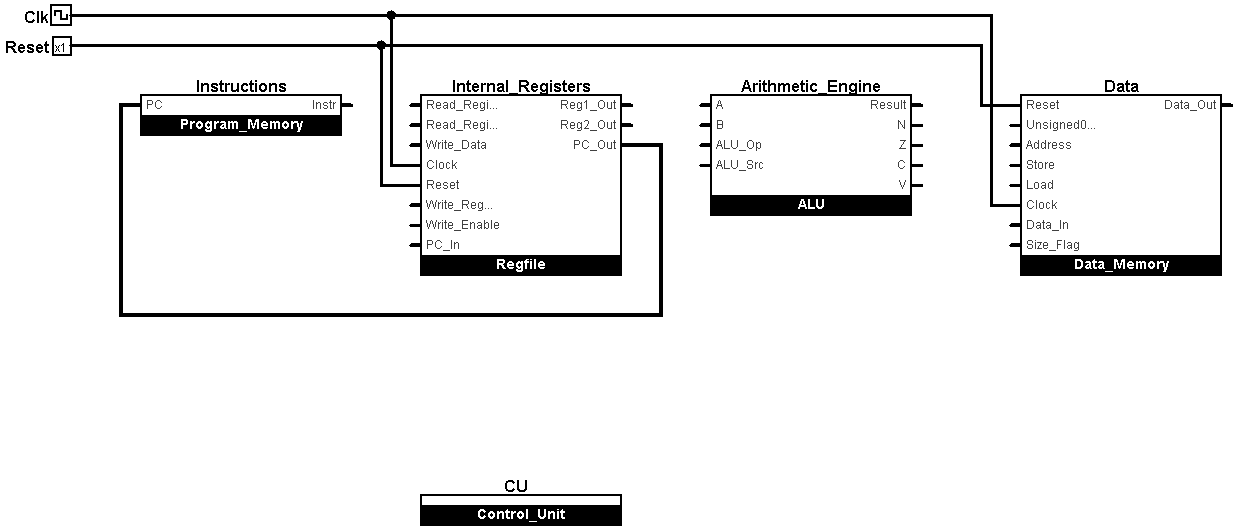 Clk
Reset x1
Instructions
PC Instr
Program_Memory
Internal_Registers
Read_Regi... Reg1_Out
Read_Regi... Reg2_Out
Write_Data PC_Out
Clock
Reset
Write_Reg...
Write_Enable
PC_In
Regfile
Arithmetic_Engine
A Result
B N
ALU_Op Z
ALU_Src C
V
ALU
Data
Reset Data_Out
Unsigned0...
Address
Store
Load
Clock
Data_In
Size_Flag
Data_Memory
CU
Control_Unit